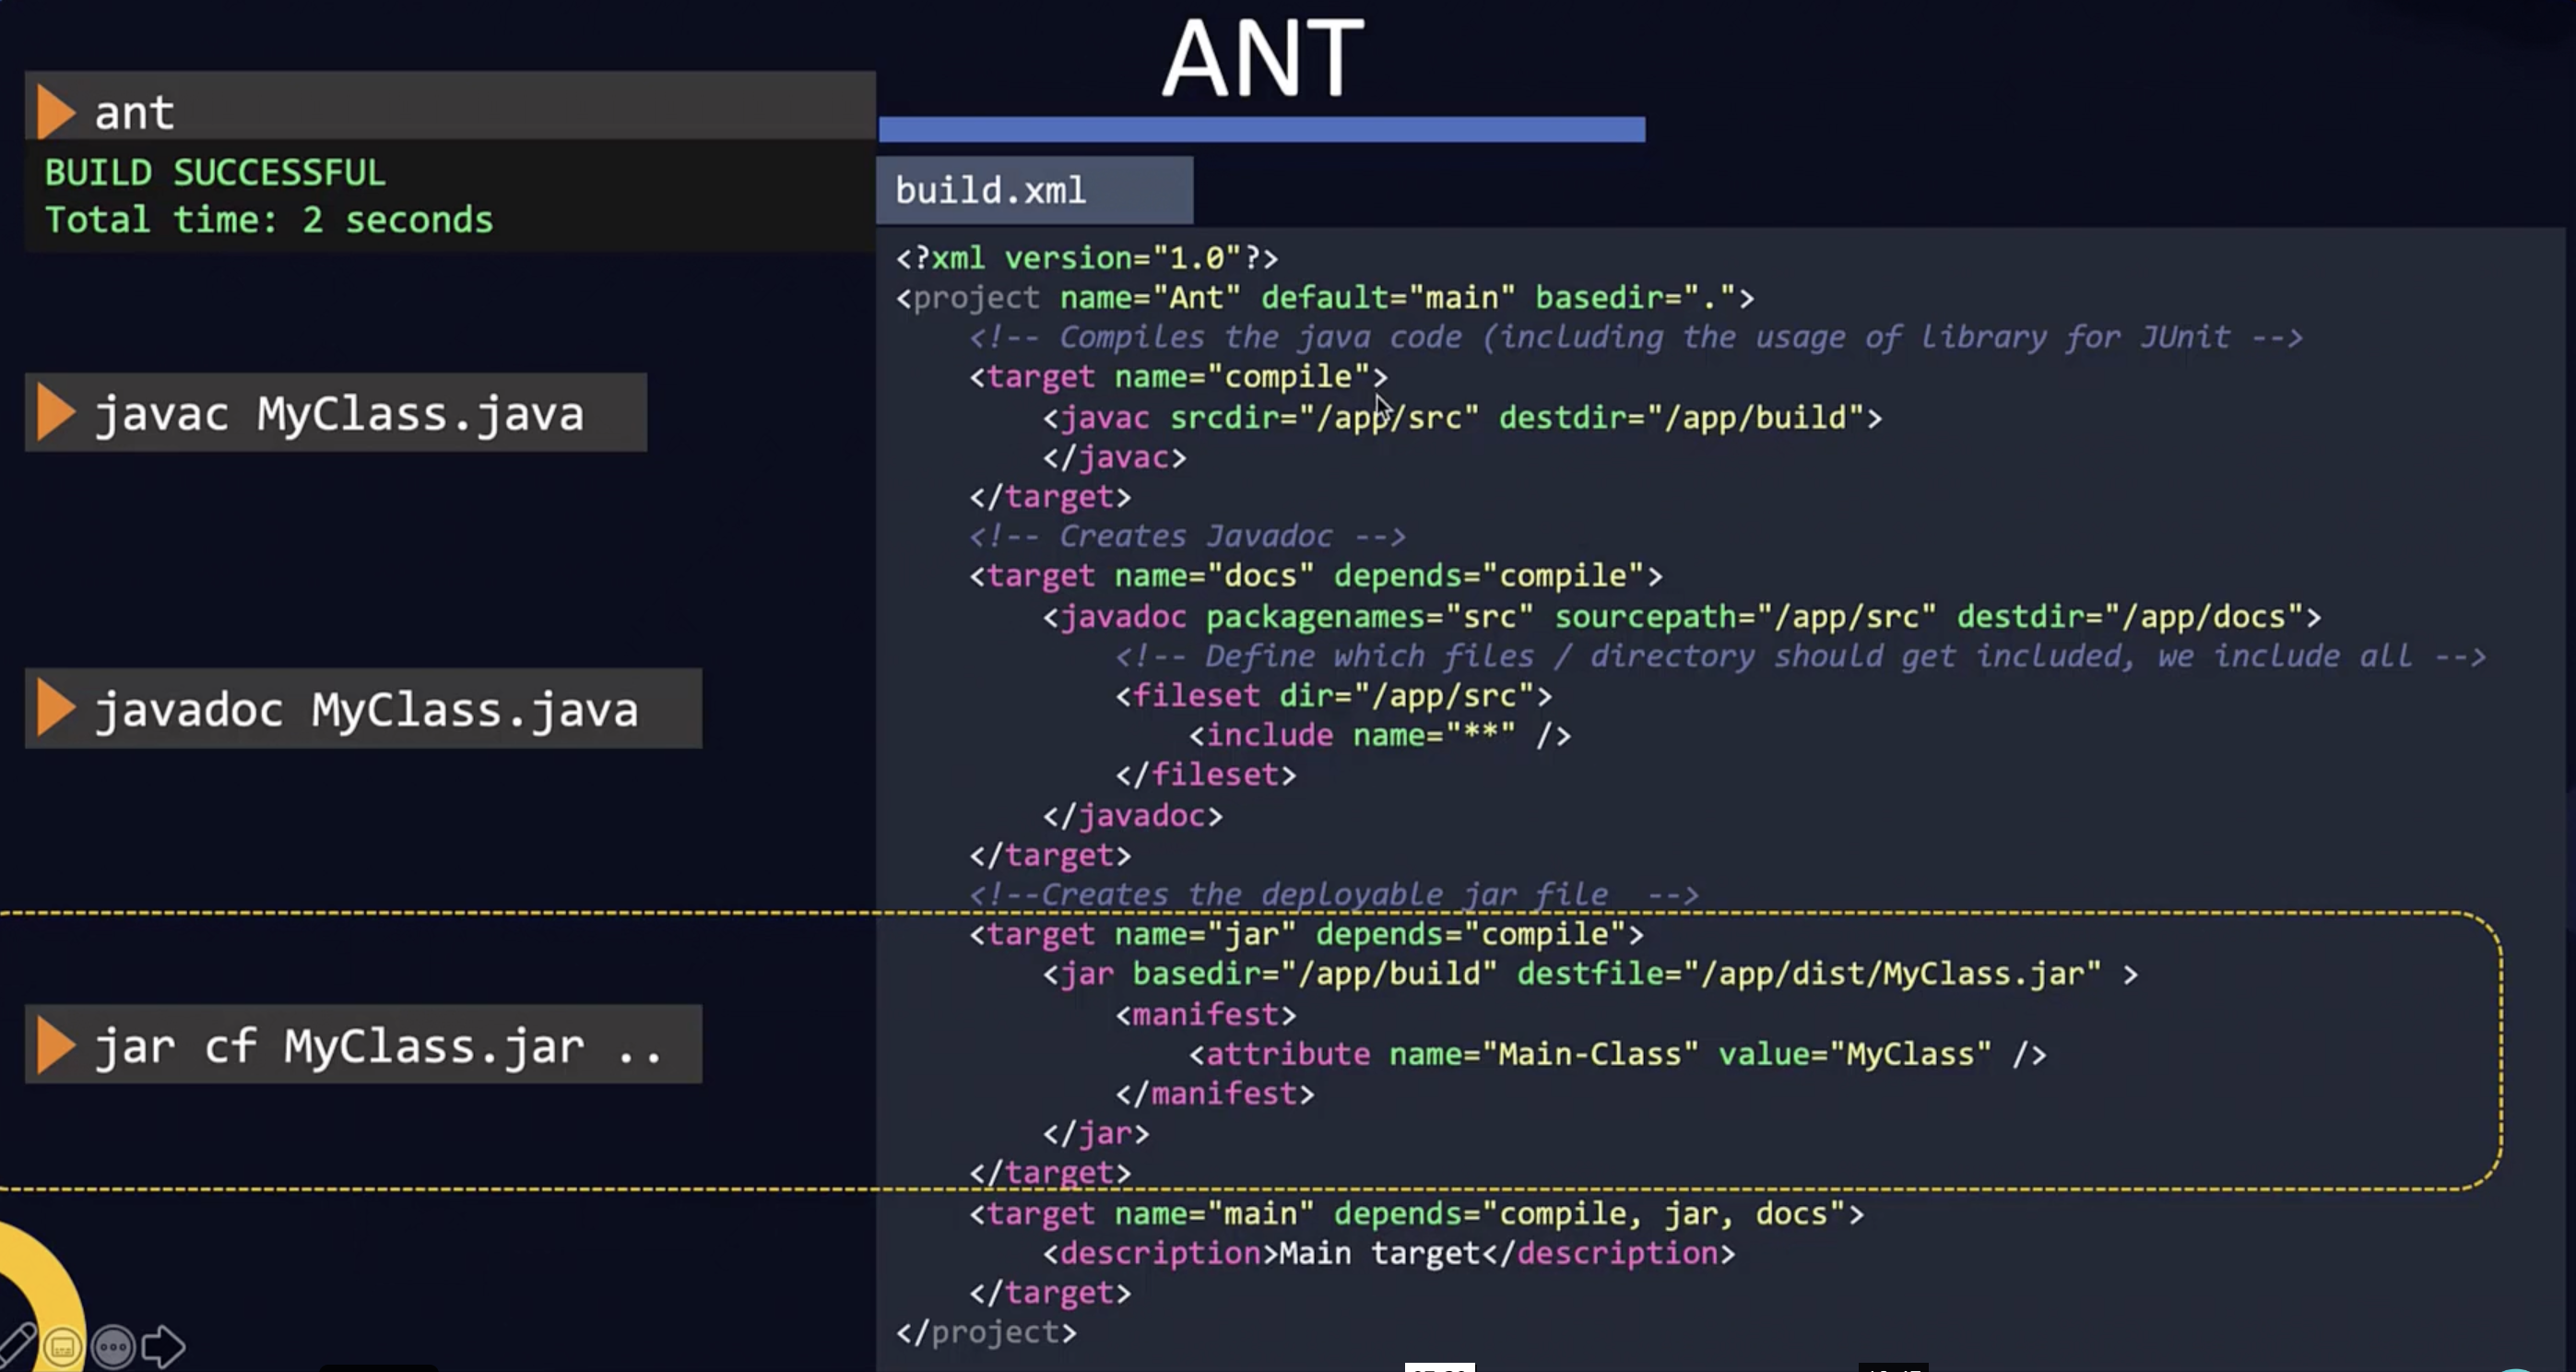 ANT
ant
BUILD SUCCESSFUL
Total time: 2 seconds
javac MyClass.java
javadoc MyClass.java
jar cf MyClass.jar ..
build.xml
<?xml version="1.0"?>
<project name="Ant" default="main" basedir=".">
<!-- Compiles the java code (including the usage of library for JUnit -->
<target name="compile">
<javac srcdir="/app/src" destdir="/app/build">
</javac>
</target>
<!-- Creates Javadoc -->
<target name="docs" depends="compile">
<javadoc packagenames="src" sourcepath="/app/src" destdir="/app/docs">
<!-- Define which files / directory should get included, we include all -->
<fileset dir="/app/src">
<include name="**" />
</fileset>
</javadoc>
</target>
<!--Creates the deployable jar file  -->
<target name="jar" depends="compile">
<jar basedir="/app/build" destfile="/app/dist/MyClass.jar" >
<manifest>
<attribute name="Main-Class" value="MyClass" />
</manifest>
</jar>
</target>
<target name="main" depends="compile, jar, docs">
<description>Main target</description>
</target>
</project>